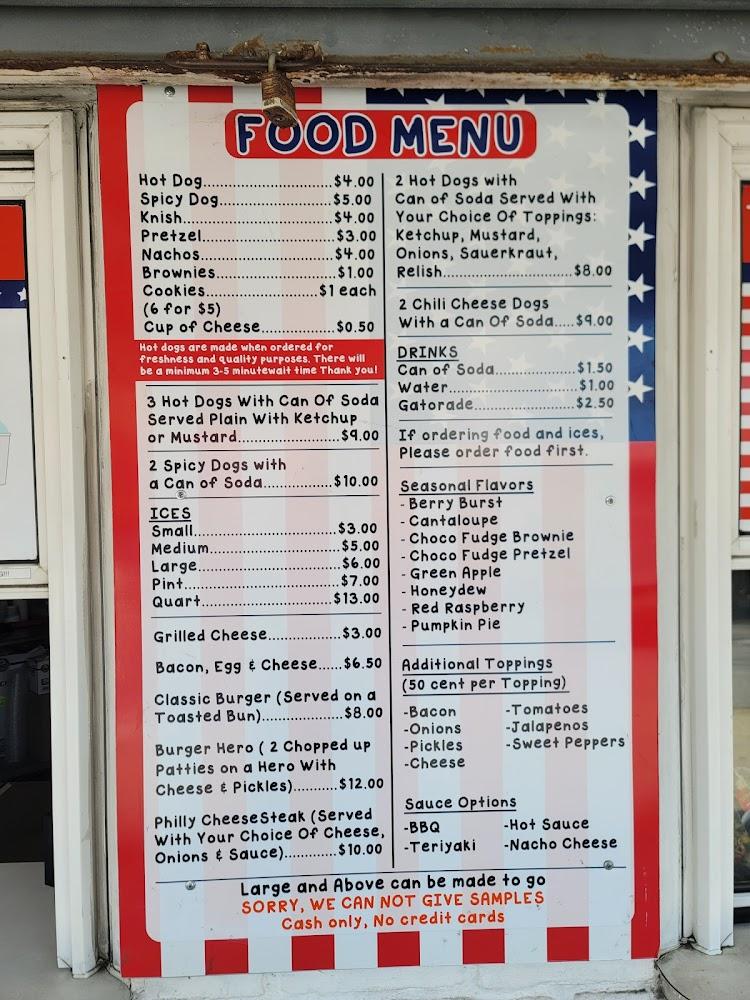 FOOD MENU
Hot Dog..............................$4.00
Spicy Dog...........................$5.00
Knish..................................$4.00
Pretzel................................$3.00
Nachos...............................$4.00
Brownies............................$1.00
Cookies.........................$1 each
(6 for $5)
Cup of Cheese..................$0.50
Hot dogs are made when ordered for
freshness and quality purposes. There will
be a minimum 3-5 minutewait time Thank you!
3 Hot Dogs With Can Of Soda
Served Plain With Ketchup
or Mustard.......................$9.00
2 Spicy Dogs with
a Can of Soda................$10.00
ICES
Small..................................$3.00
Medium..............................$5.00
Large..................................$6.00
Pint.....................................$7.00
Quart................................$13.00
Grilled Cheese.................$3.00
Bacon, Egg & Cheese......$6.50
Classic Burger (Served on a
Toasted Bun)...................$8.00
Burger Hero ( 2 Chopped up
Patties on a Hero With
Cheese & Pickles)..........$12.00
Philly CheeseSteak (Served
With Your Choice Of Cheese,
Onions & Sauce)............$10.00
2 Hot Dogs with
Can of Soda Served With
Your Choice Of Toppings:
Ketchup, Mustard,
Onions, Sauerkraut,
Relish.............................$8.00
2 Chili Cheese Dogs
With a Can Of Soda.....$9.00
DRINKS
Can of Soda...................$1.50
Water..............................$1.00
Gatorade........................$2.50
If ordering food and ices,
Please order food first.
Seasonal Flavors
- Berry Burst
- Cantaloupe
- Choco Fudge Brownie
- Choco Fudge Pretzel
- Green Apple
- Honeydew
- Red Raspberry
- Pumpkin Pie
Additional Toppings
(50 cent per Topping)
-Bacon -Tomatoes
-Onions -Jalapenos
-Pickles -Sweet Peppers
-Cheese
Sauce Options
-BBQ -Hot Sauce
-Teriyaki -Nacho Cheese
Large and Above can be made to go
SORRY, WE CAN NOT GIVE SAMPLES
Cash only, No credit cards